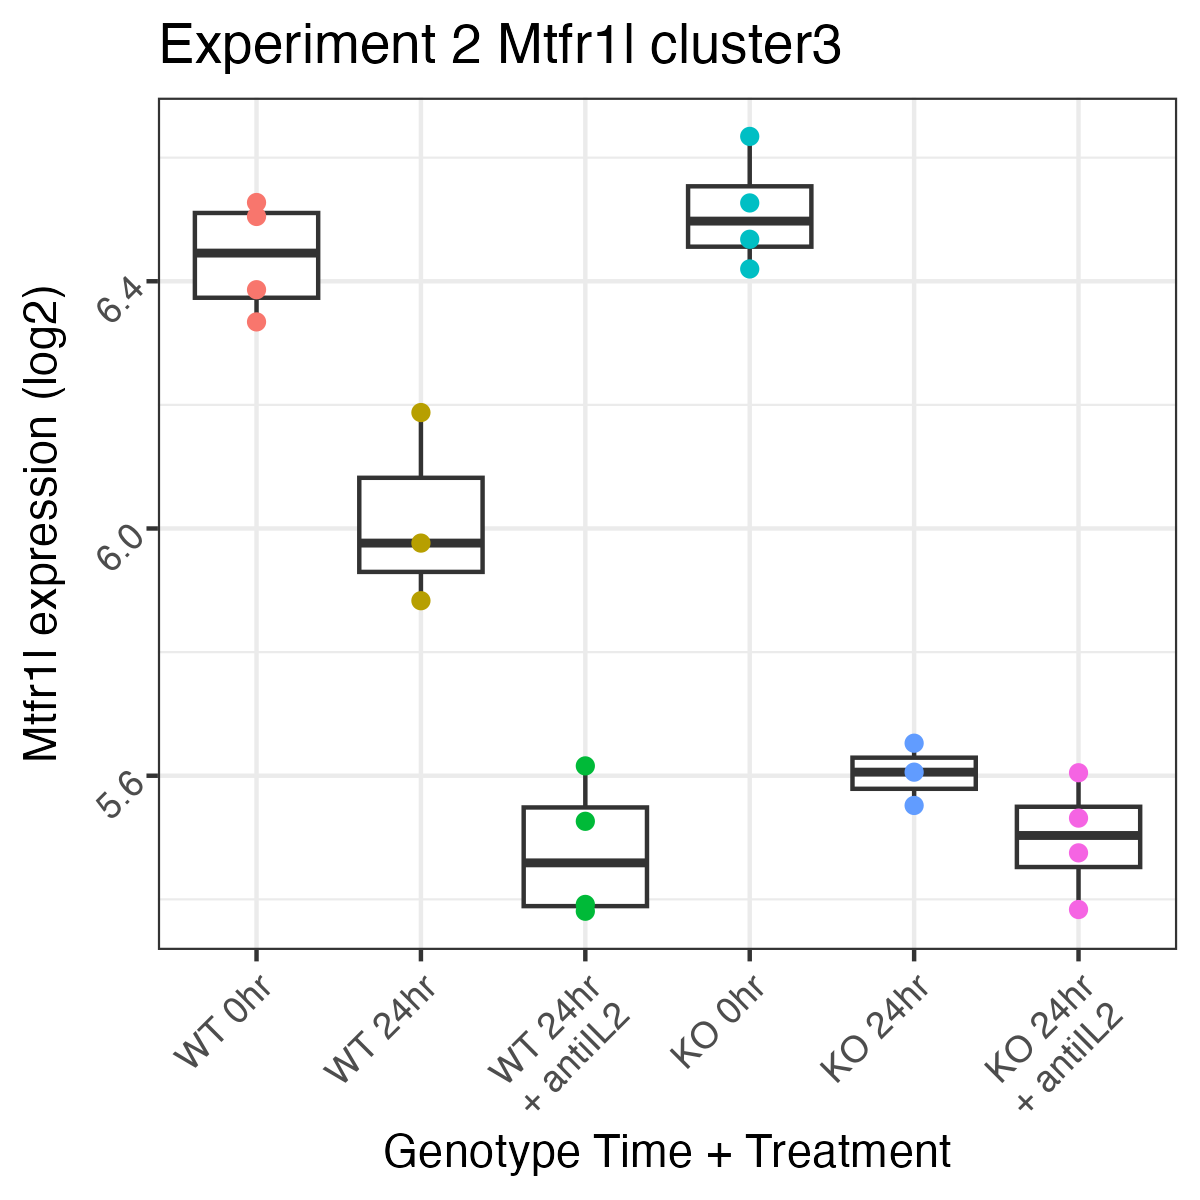 Experiment 2 Mtfr1l cluster3
Mtfr1l expression (log2)
6.4
6.0
5.6
WT 0hr
WT 24hr
WT 24hr
+ antiIL2
KO 0hr
KO 24hr
KO 24hr
+ antiIL2
Genotype Time + Treatment